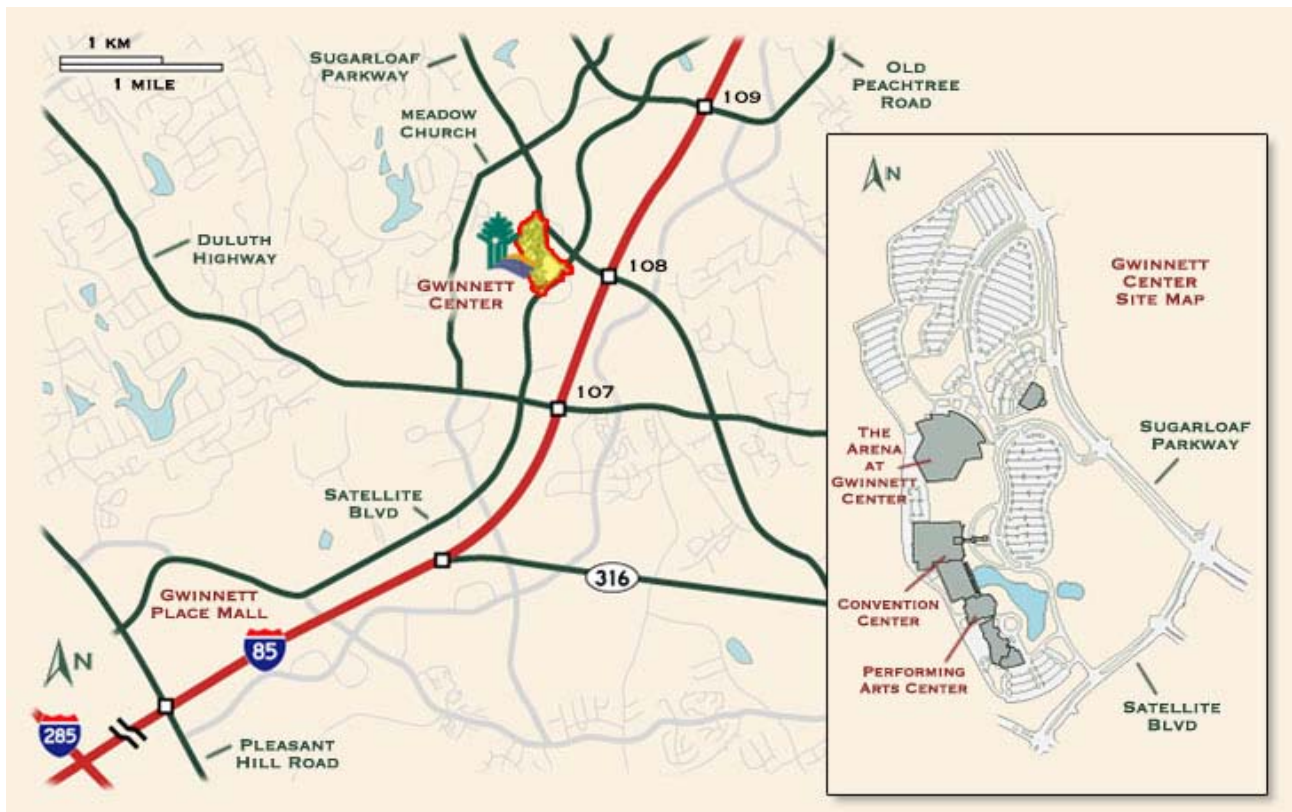 1 KM
1 MILE
SUGARLOAF
PARKWAY
OLD
PEACHTREE
ROAD
109
MEADOW
CHURCH
DULUTH
HIGHWAY
GWINNETT
CENTER
108
107
SATELLITE
BLVD
316
GWINNETT
PLACE MALL
85
N
285
PLEASANT
HILL ROAD
N
GWINNETT
CENTER
SITE MAP
THE
ARENA
AT
GWINNETT
CENTER
SUGARLOAF
PARKWAY
CONVENTION
CENTER
PERFORMING
ARTS CENTER
SATELLITE
BLVD